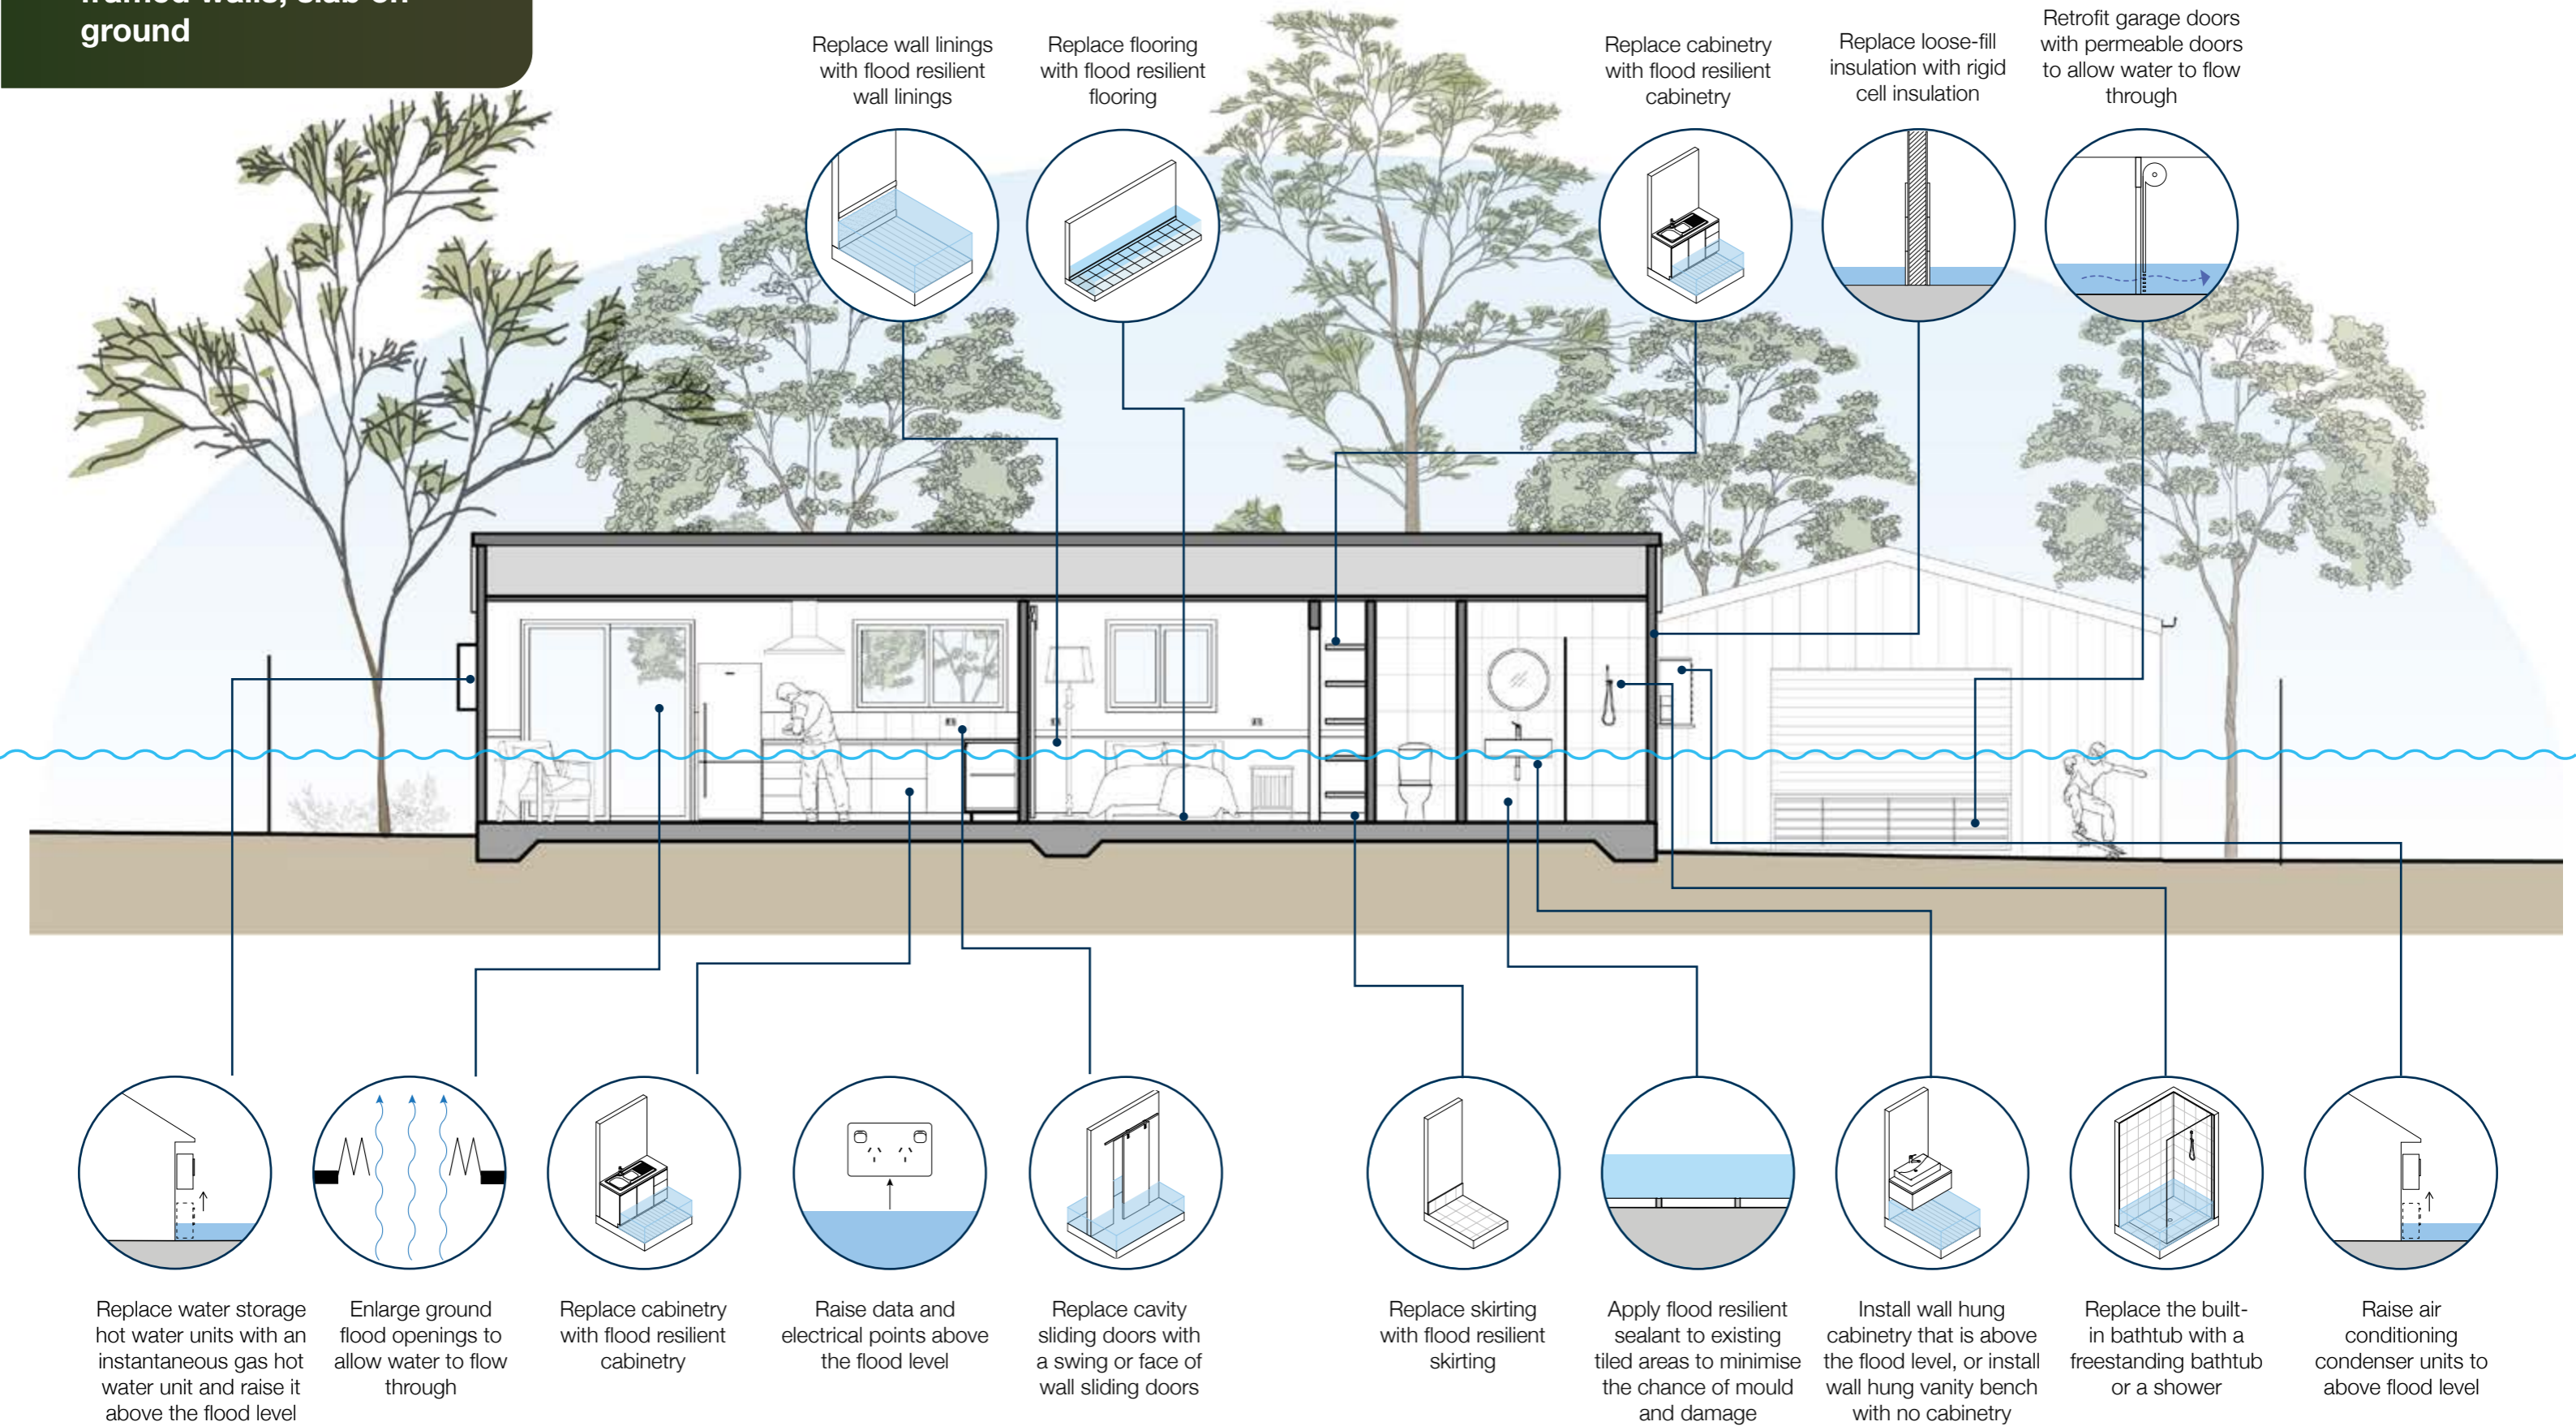 framed walls, slab-on-
ground
Replace wall linings
with flood resilient
wall linings
Replace flooring
with flood resilient
flooring
Replace cabinetry
with flood resilient
cabinetry
Replace loose-fill
insulation with rigid
cell insulation
Retrofit garage doors
with permeable doors
to allow water to flow
through
Replace water storage
hot water units with an
instantaneous gas hot
water unit and raise it
above the flood level
Enlarge ground
flood openings to
allow water to flow
through
Replace cabinetry
with flood resilient
cabinetry
Raise data and
electrical points above
the flood level
Replace cavity
sliding doors with
a swing or face of
wall sliding doors
Replace skirting
with flood resilient
skirting
Apply flood resilient
sealant to existing
tiled areas to minimise
the chance of mould
and damage
Install wall hung
cabinetry that is above
the flood level, or install
wall hung vanity bench
with no cabinetry
Replace the built-
in bathtub with a
freestanding bathtub
or a shower
Raise air
conditioning
condenser units to
above flood level